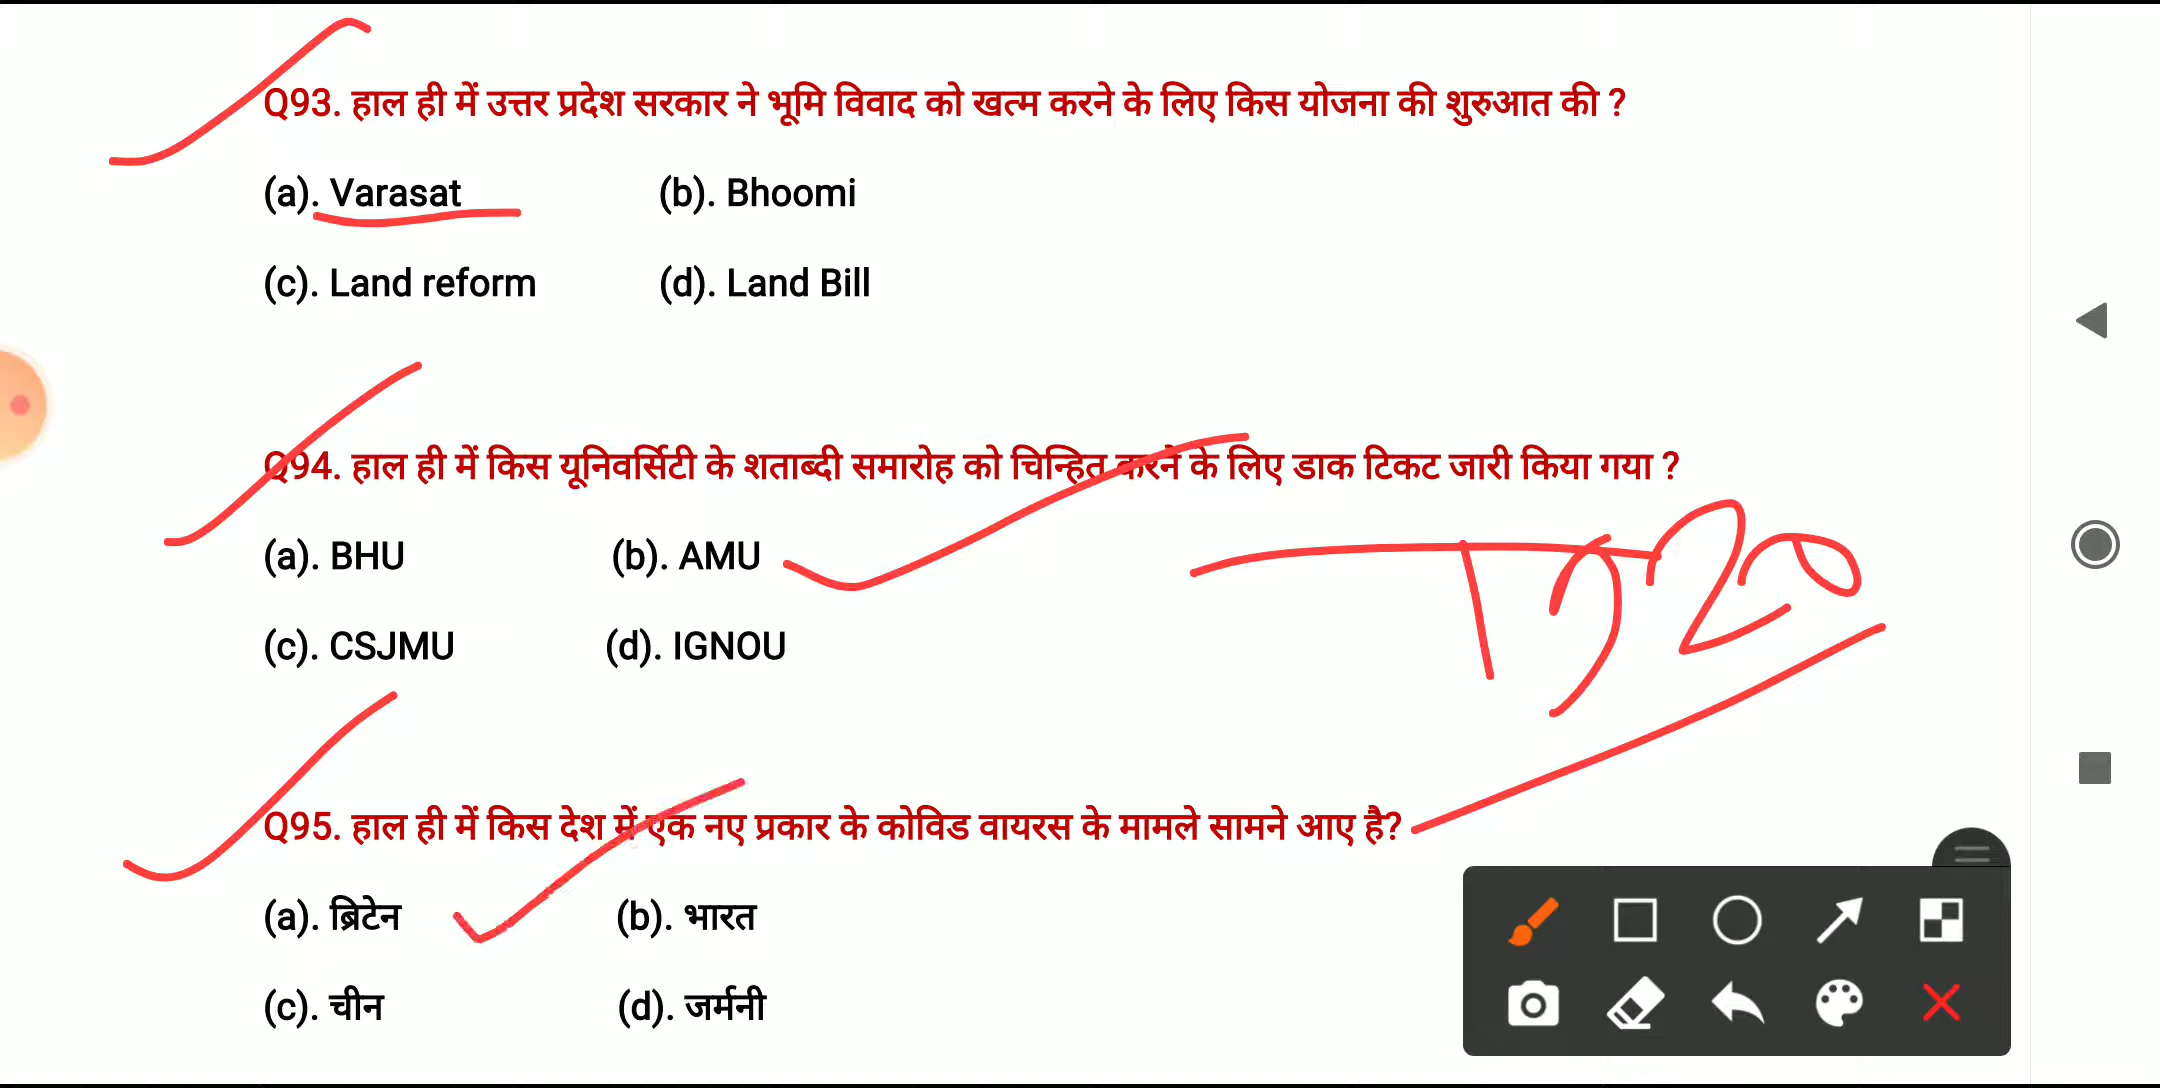 Q93. हाल ही में उत्तर प्रदेश सरकार ने भूमि विवाद को खत्म करने के लिए किस योजना की शुरुआत की ?
(a). Varasat (b). Bhoomi
(c). Land reform (d). Land Bill
Q94. हाल ही में किस यूनिवर्सिटी के शताब्दी समारोह को चिन्हित करने के लिए डाक टिकट जारी किया गया ?
(a). BHU (b). AMU
1920
(c). CSJMU (d). IGNOU
Q95. हाल ही में किस देश में एक नए प्रकार के कोविड वायरस के मामले सामने आए है?
(a). ब्रिटेन (b). भारत
(c). चीन (d). जर्मनी